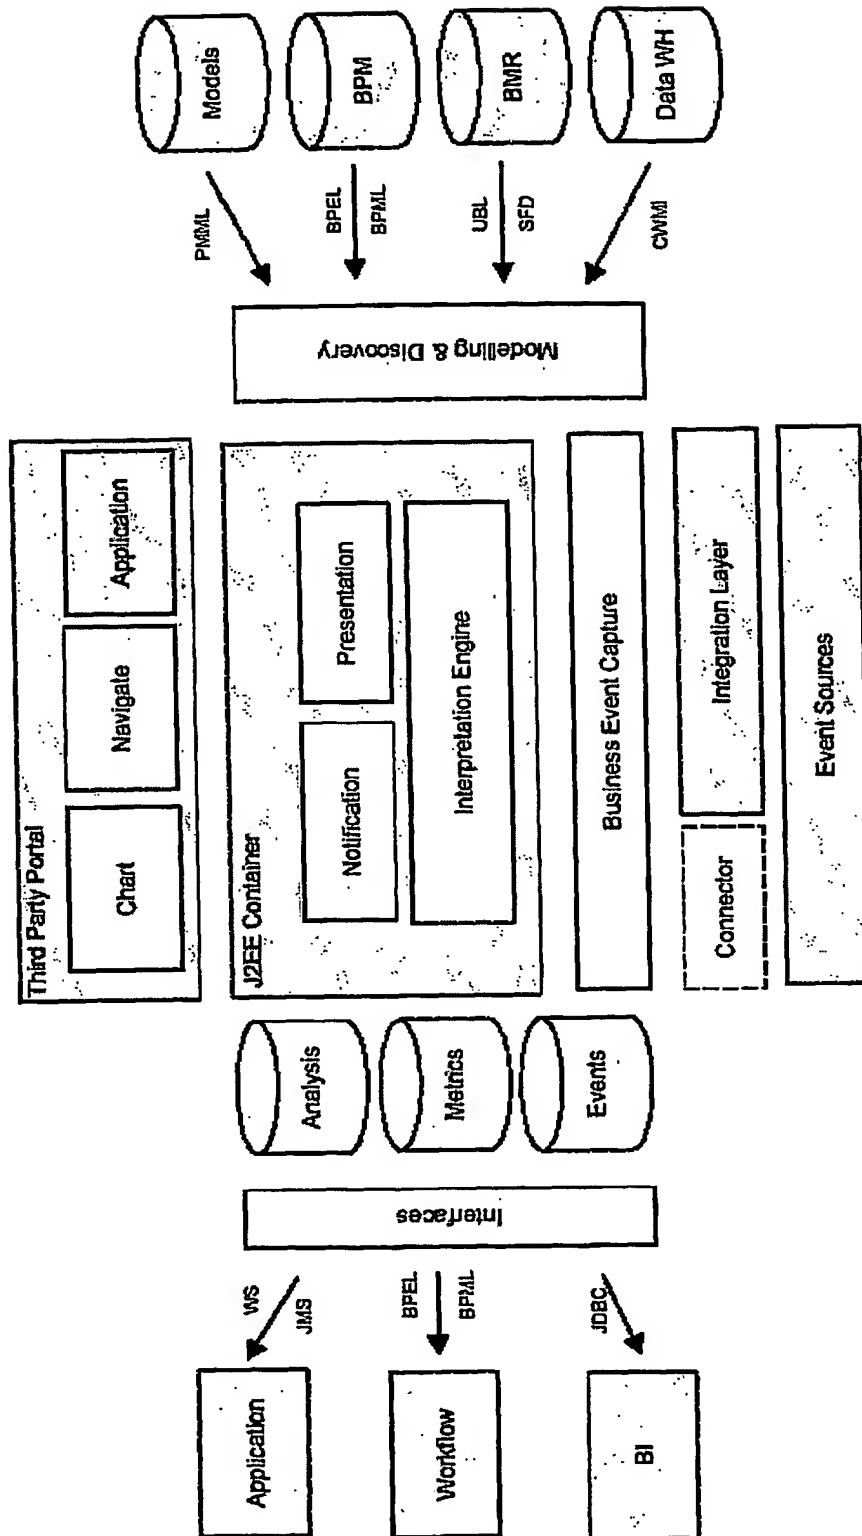 Third Party Portal
Chart
Navigate
Application
J2EE Container
Notification
Presentation
Interpretation Engine
Business Event Capture
Connector
Integration Layer
Event Sources
Analysis
Metrics
Events
Interfaces
WS
JMS
BPEL
BPML
JDBC
Application
Workflow
BI
Modelling & Discovery
PMML
BPEL
BPML
UBL
SFD
CWMI
Models
BPM
BMR
Data WH